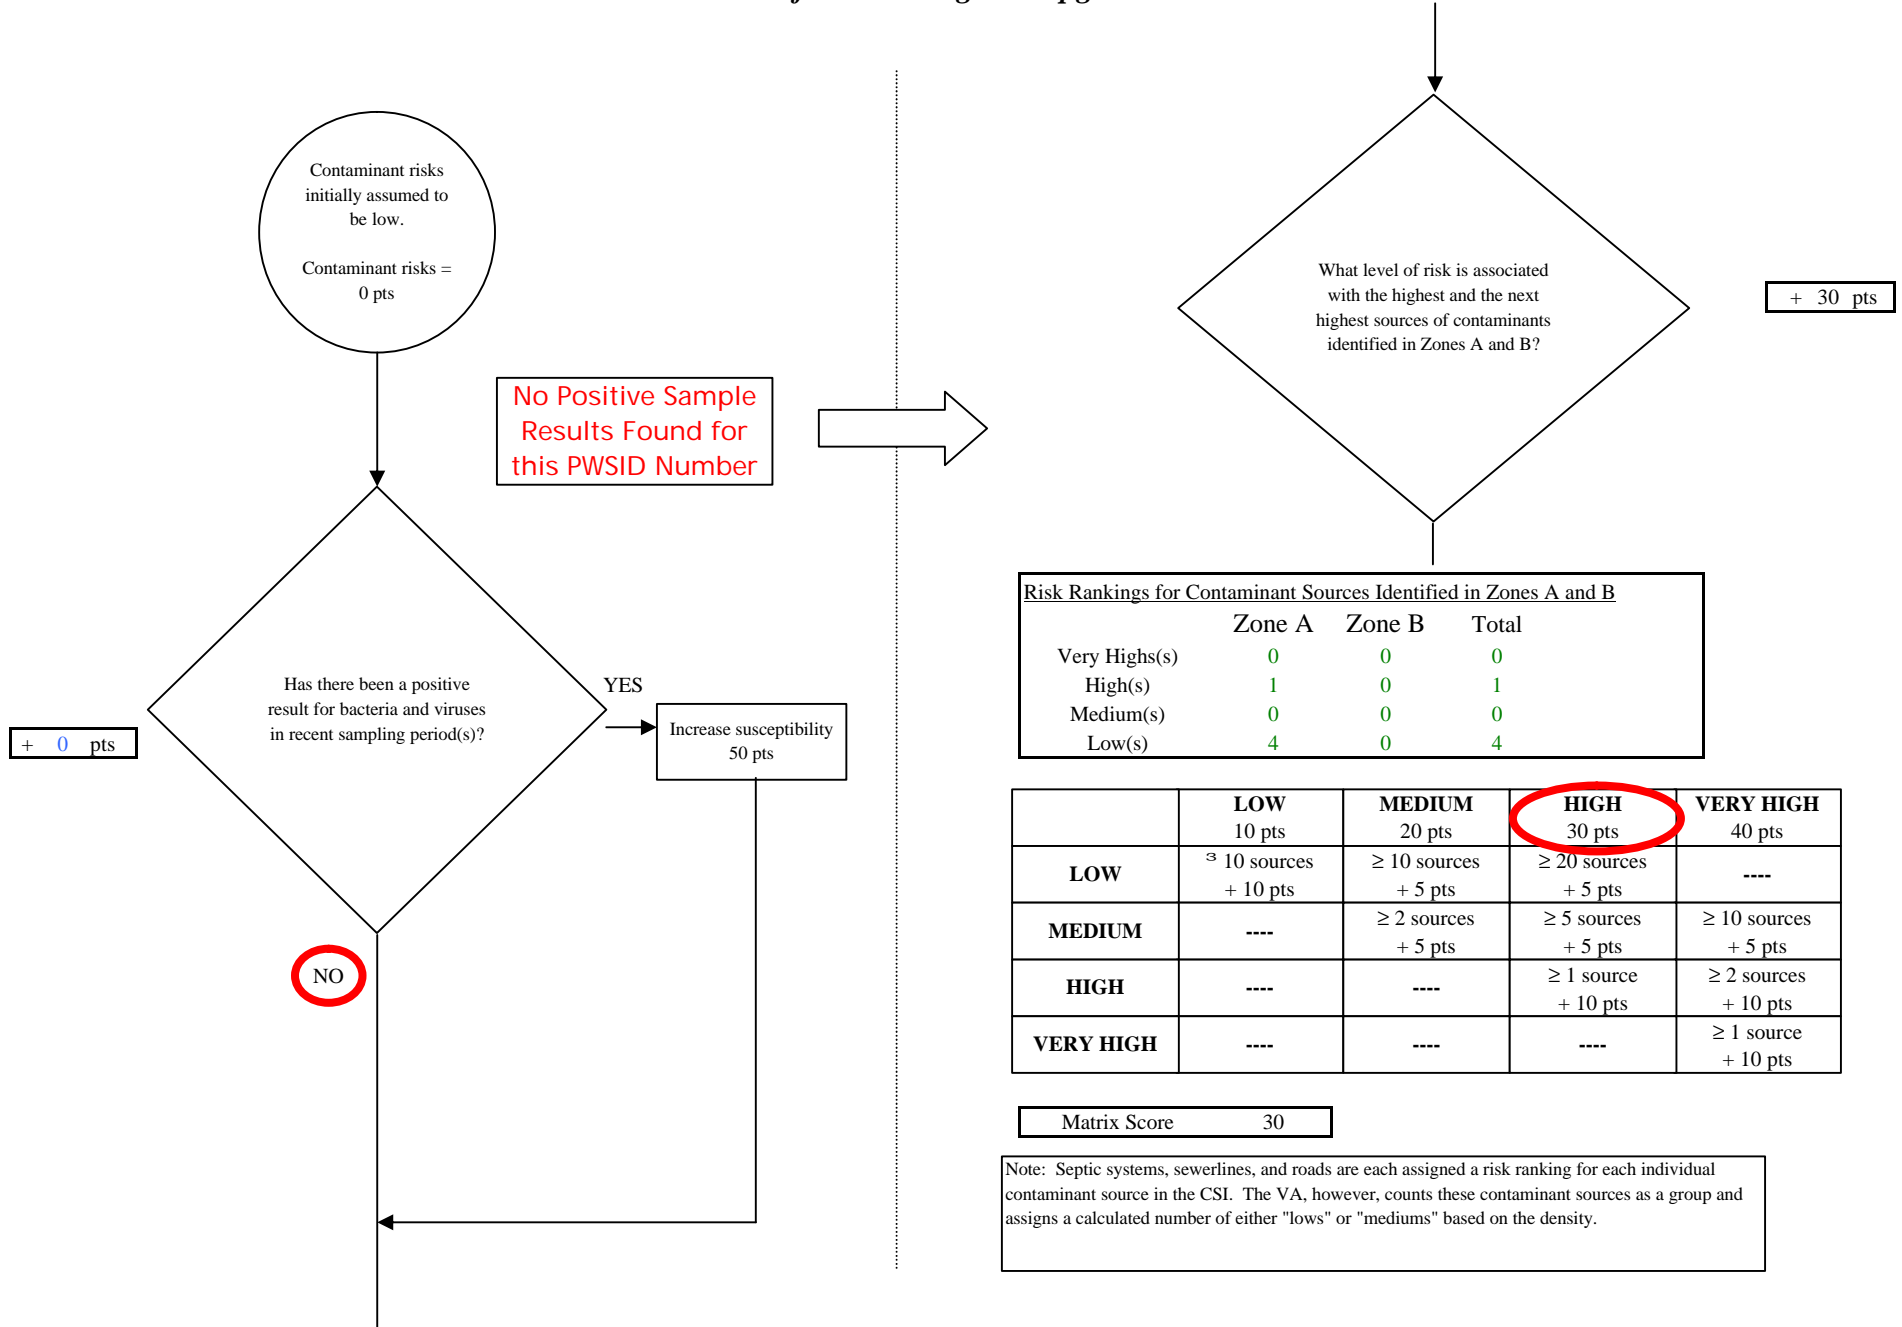 Contaminant risks
initially assumed to
be low.
Contaminant risks =
0 pts
No Positive Sample
Results Found for
this PWSID Number
Has there been a positive
result for bacteria and viruses
in recent sampling period(s)?
YES
Increase susceptibility
50 pts
+ 0 pts
NO
What level of risk is associated
with the highest and the next
highest sources of contaminants
identified in Zones A and B?
+ 30 pts
Risk Rankings for Contaminant Sources Identified in Zones A and B
Zone A Zone B Total
Very Highs(s) 0 0 0
High(s) 1 0 1
Medium(s) 0 0 0
Low(s) 4 0 4
LOW MEDIUM HIGH VERY HIGH
10 pts 20 pts 30 pts 40 pts
LOW ³ 10 sources ≥ 10 sources ≥ 20 sources ----
+ 10 pts + 5 pts + 5 pts
MEDIUM ---- ≥ 2 sources ≥ 5 sources ≥ 10 sources
+ 5 pts + 5 pts + 5 pts
HIGH ---- ---- ≥ 1 source ≥ 2 sources
+ 10 pts + 10 pts
VERY HIGH ---- ---- ---- ≥ 1 source
+ 10 pts
Matrix Score 30
Note: Septic systems, sewerlines, and roads are each assigned a risk ranking for each individual
contaminant source in the CSI. The VA, however, counts these contaminant sources as a group and
assigns a calculated number of either "lows" or "mediums" based on the density.